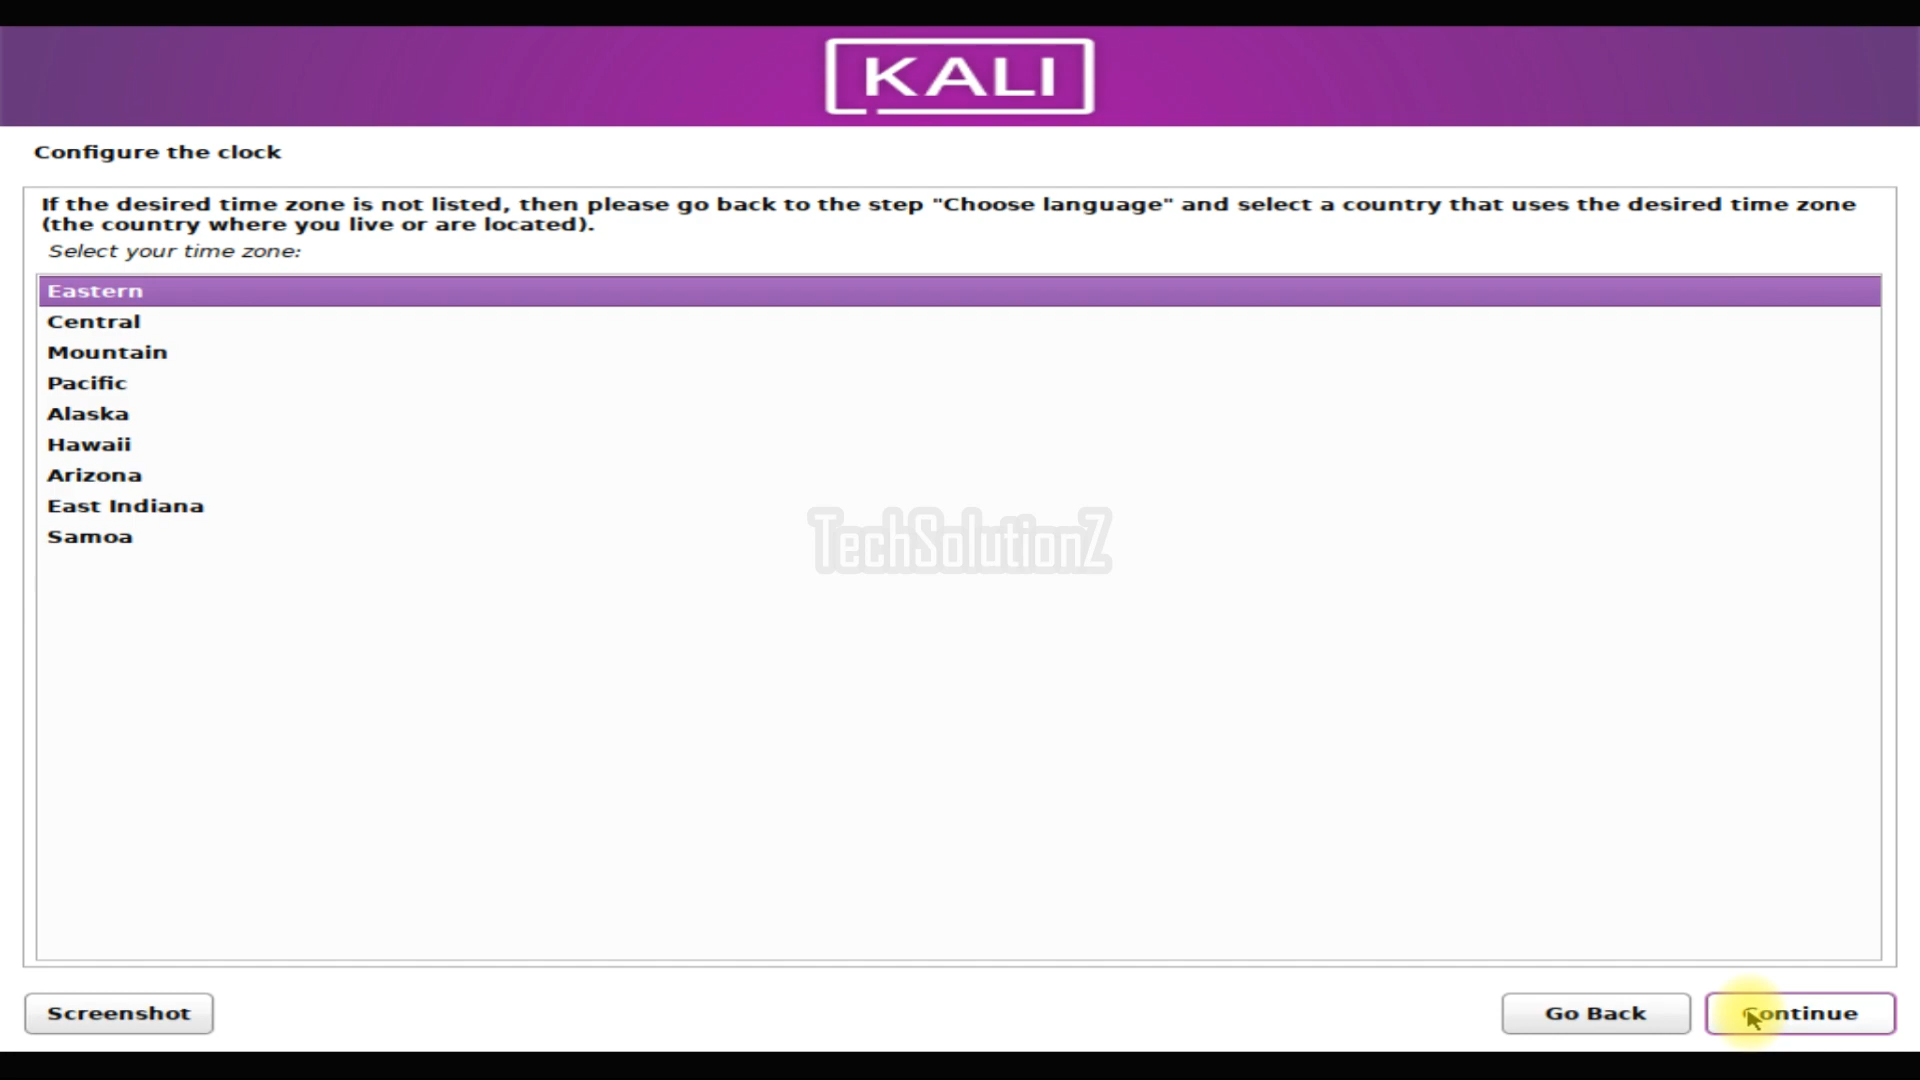 KALI
Configure the clock
If the desired time zone is not listed, then please go back to the step "Choose language" and select a country that uses the desired time zone
(the country where you live or are located).
Select your time zone:
Eastern
Central
Mountain
Pacific
Alaska
Hawaii
Arizona
East Indiana
Samoa
TechSolutionZ
Screenshot
Go Back
Continue